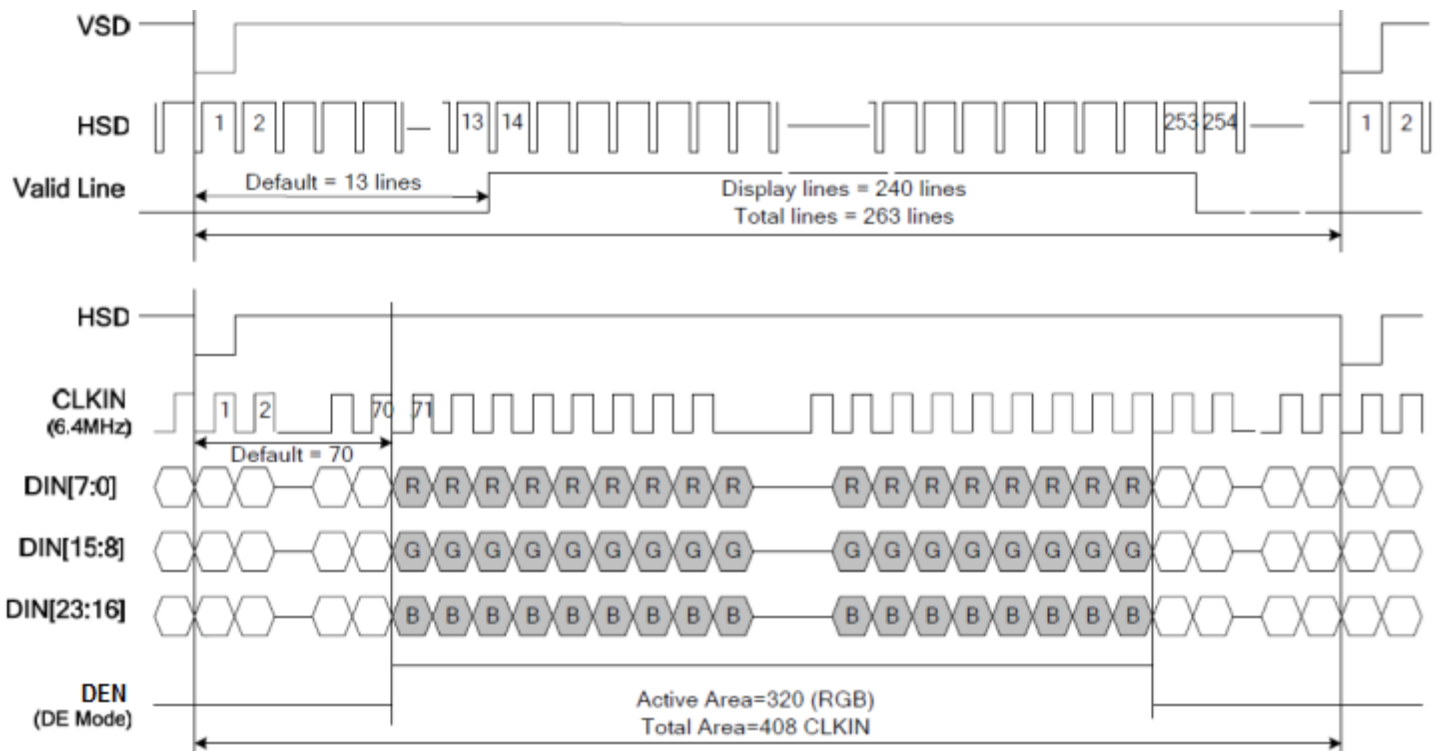 VSD
HSD 1 2 13 14 253 254 1 2
Valid Line
Default = 13 lines
Display lines = 240 lines
Total lines = 263 lines
HSD
CLKIN
(6.4MHz)
1 2 70 71
Default = 70
DIN[7:0] R R R R R R R R R R R R R R R R R
DIN[15:8] G G G G G G G G G G G G G G G G G
DIN[23:16] B B B B B B B B B B B B B B B B B
DEN
(DE Mode)
Active Area=320 (RGB)
Total Area=408 CLKIN